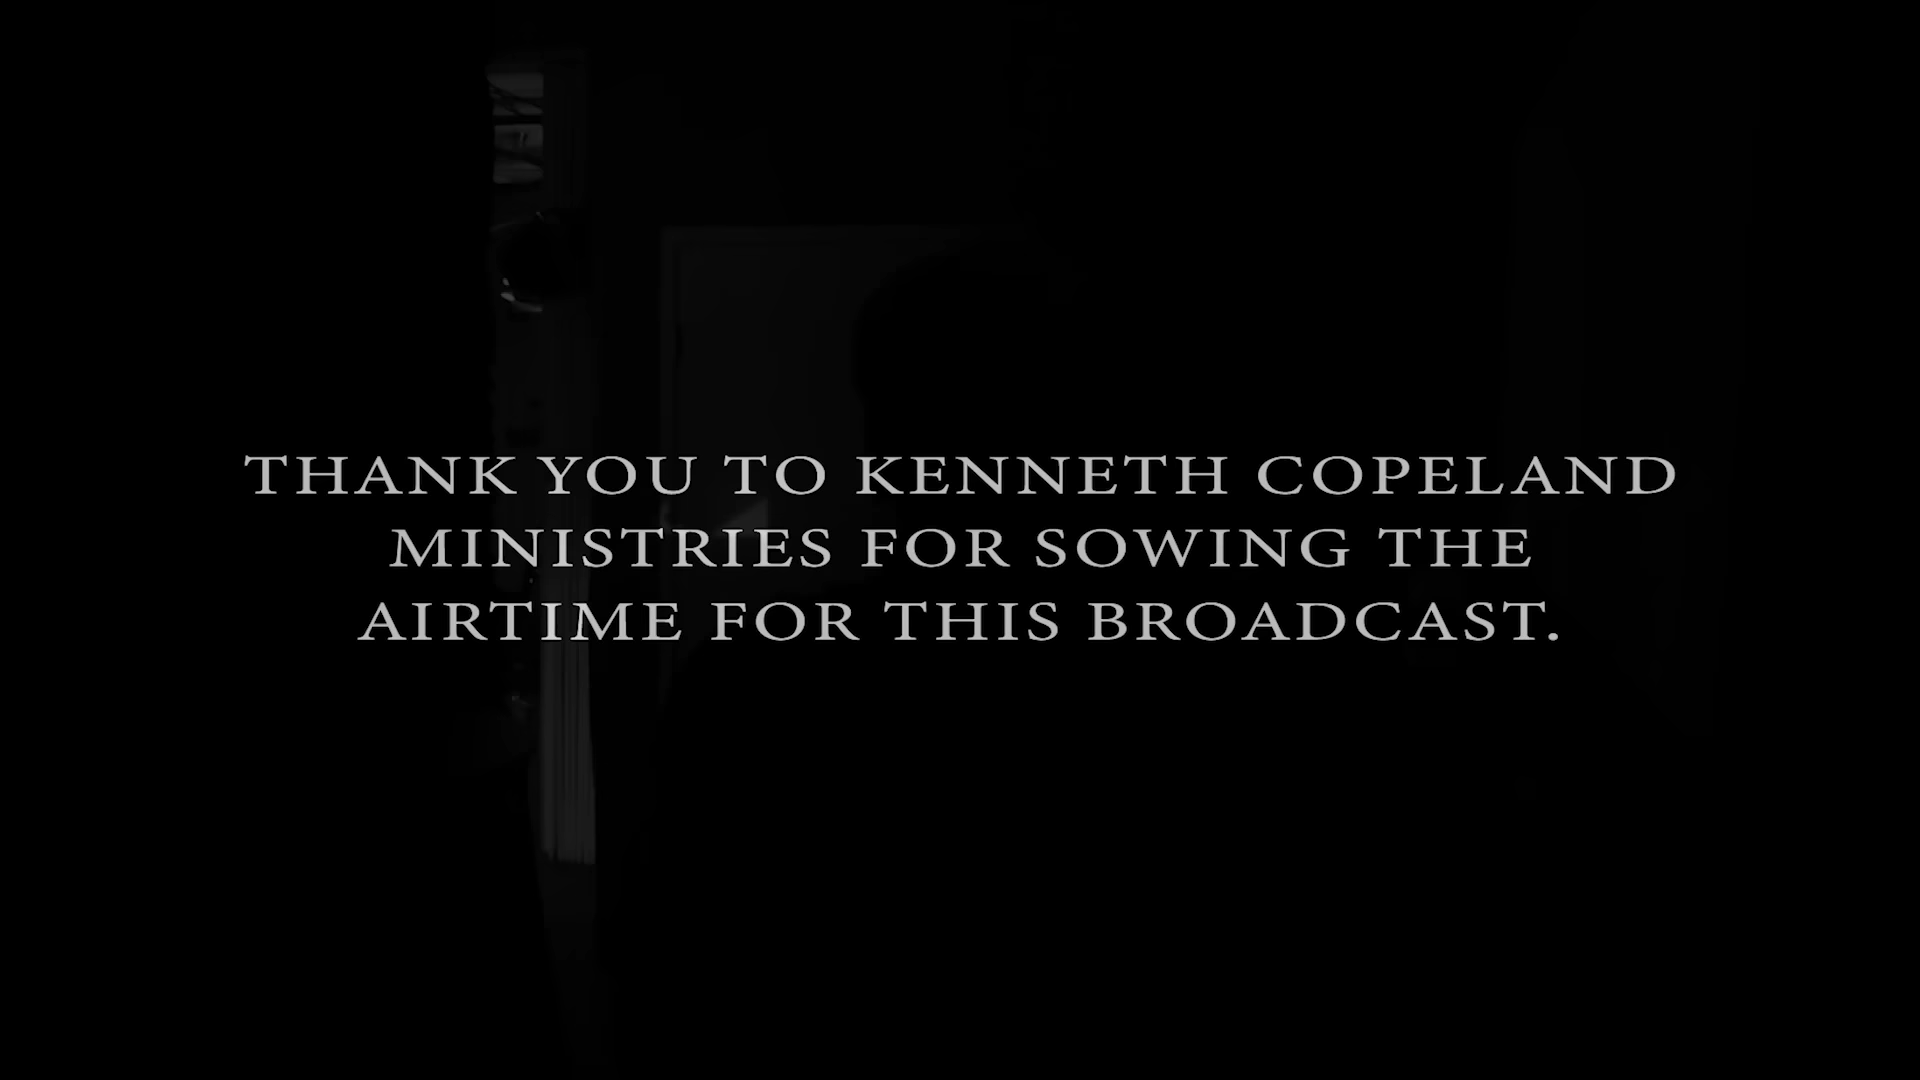 THANK YOU TO KENNETH COPELAND
MINISTRIES FOR SOWING THE
AIRTIME FOR THIS BROADCAST.